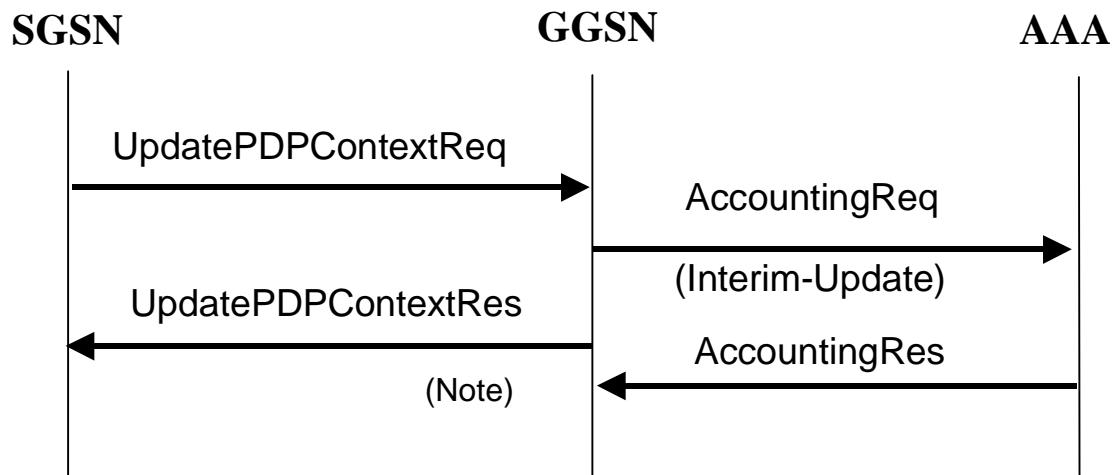 SGSN GGSN AAA
UpdatePDPContextReq
AccountingReq
(Interim-Update)
UpdatePDPContextRes
AccountingRes
(Note)